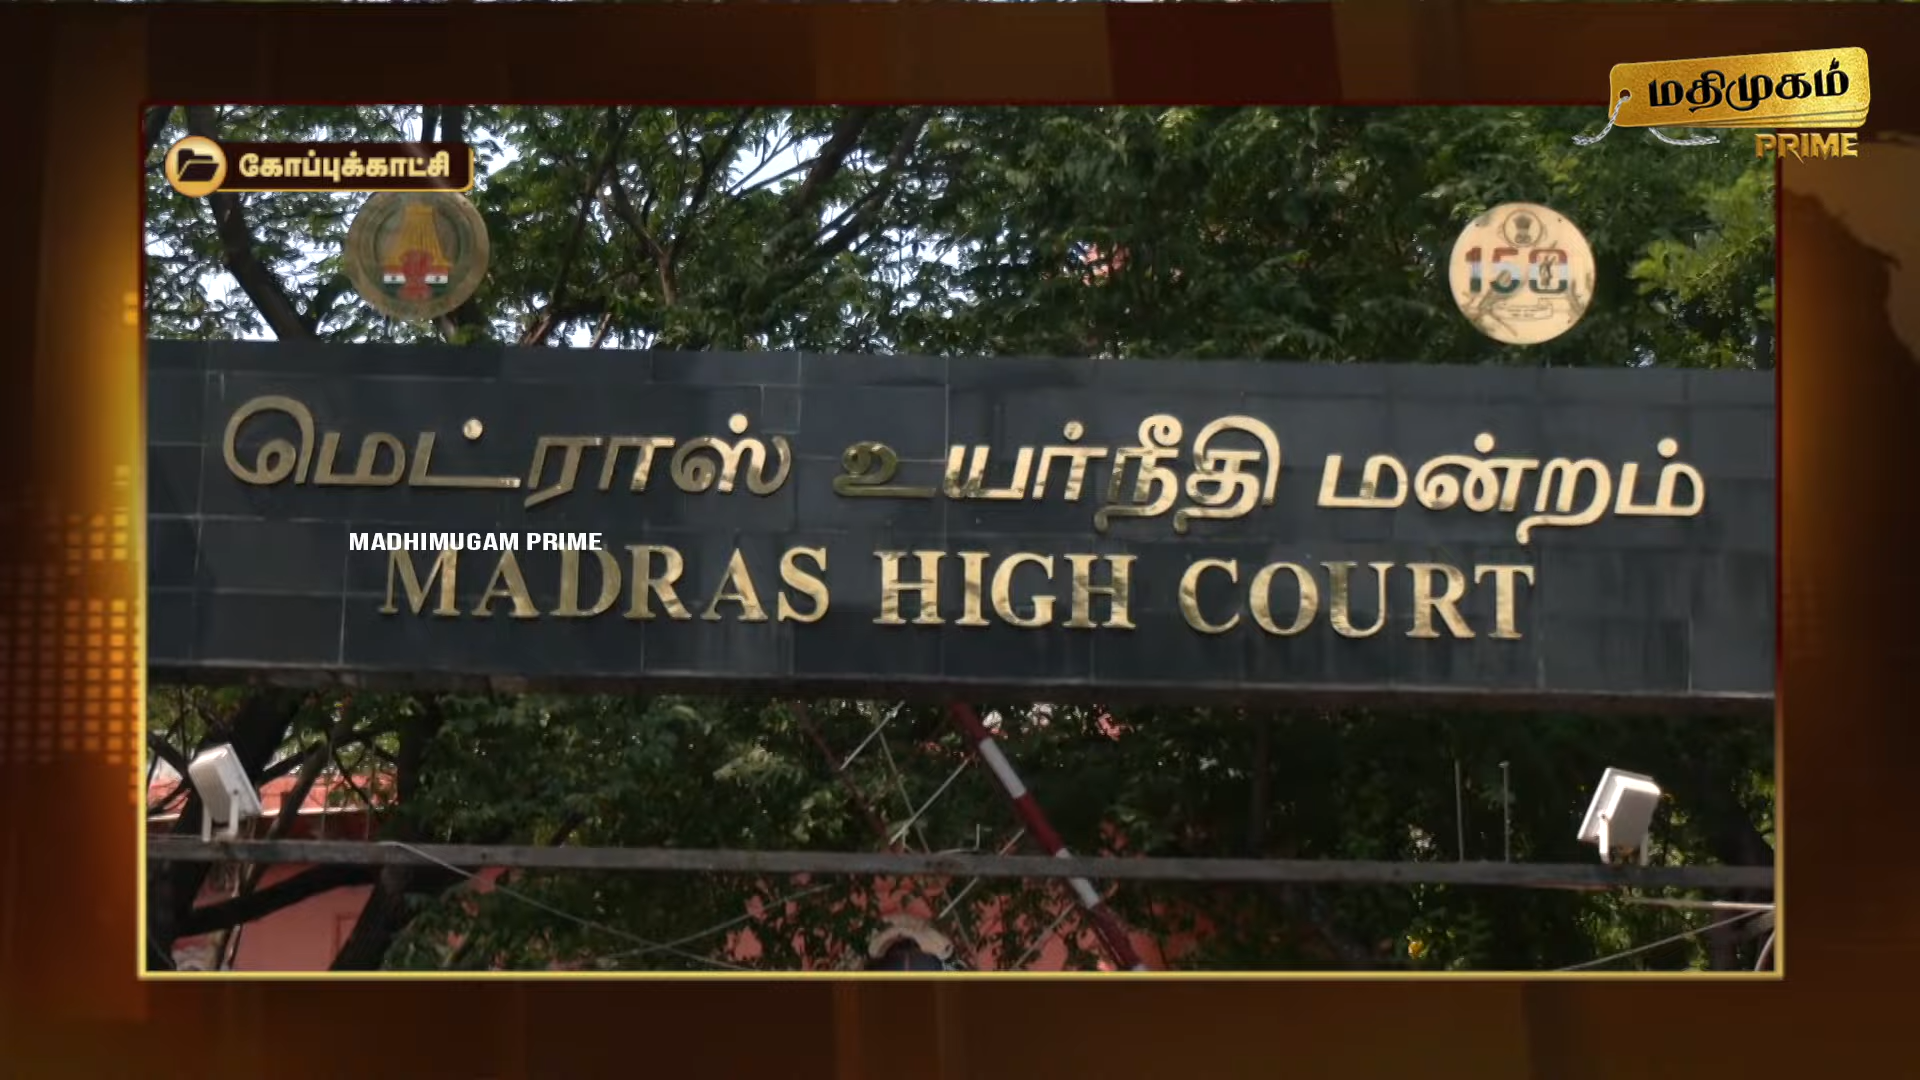 மதிமுகம்
PRIME
கோப்புக்காட்சி
150
மெட்ராஸ் உயர்நீதி மன்றம்
MADHIMUGAM PRIME
MADRAS HIGH COURT